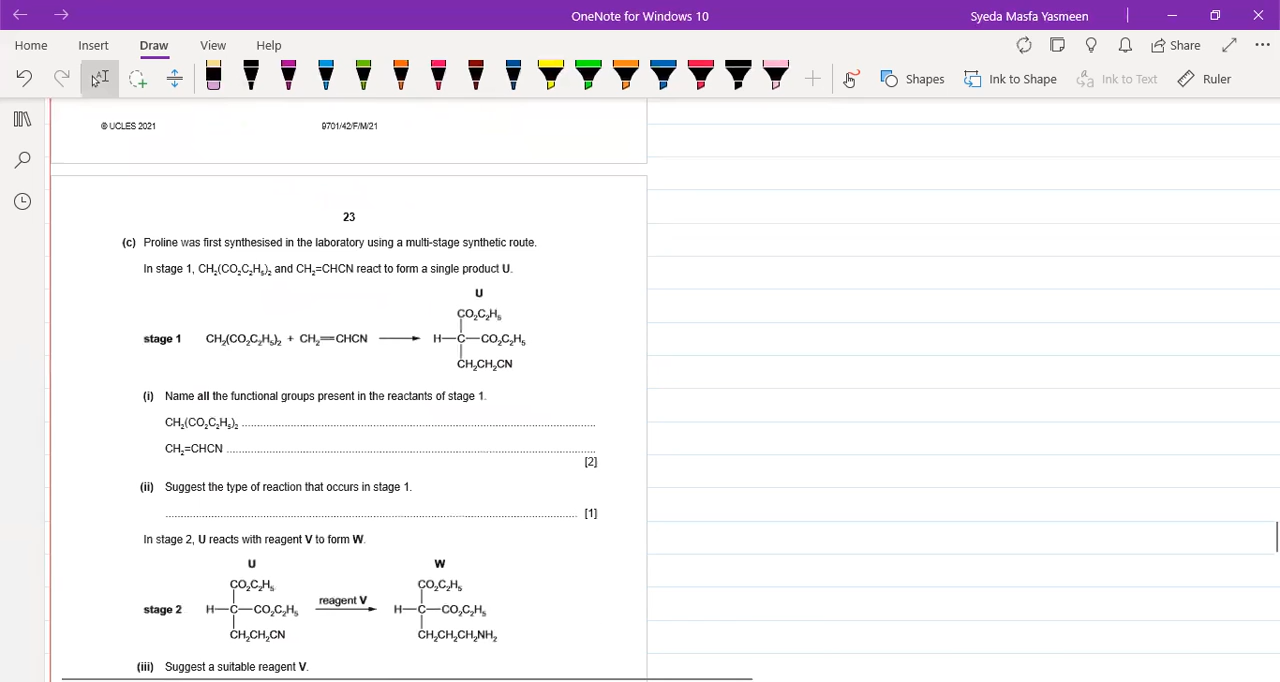 OneNote for Windows 10
Syeda Masfa Yasmeen
Home Insert Draw View Help
Share
Shapes
Ink to Shape
Ink to Text
Ruler
© UCLES 2021
9701/42/F/M/21
23
(c) Proline was first synthesised in the laboratory using a multi-stage synthetic route.
In stage 1, CH₂(CO₂C₂H₅)₂ and CH₂=CHCN react to form a single product U.
U
CO₂C₂H₅
stage 1 CH₂(CO₂C₂H₅)₂ + CH₂=CHCN → H—C—CO₂C₂H₅
CH₂CH₂CN
(i) Name all the functional groups present in the reactants of stage 1.
CH₂(CO₂C₂H₅)₂ ..........
CH₂=CHCN ..........
[2]
(ii) Suggest the type of reaction that occurs in stage 1.
.......... [1]
In stage 2, U reacts with reagent V to form W.
U W
CO₂C₂H₅ CO₂C₂H₅
stage 2 H—C—CO₂C₂H₅ reagent V → H—C—CO₂C₂H₅
CH₂CH₂CN CH₂CH₂CH₂NH₂
(iii) Suggest a suitable reagent V.